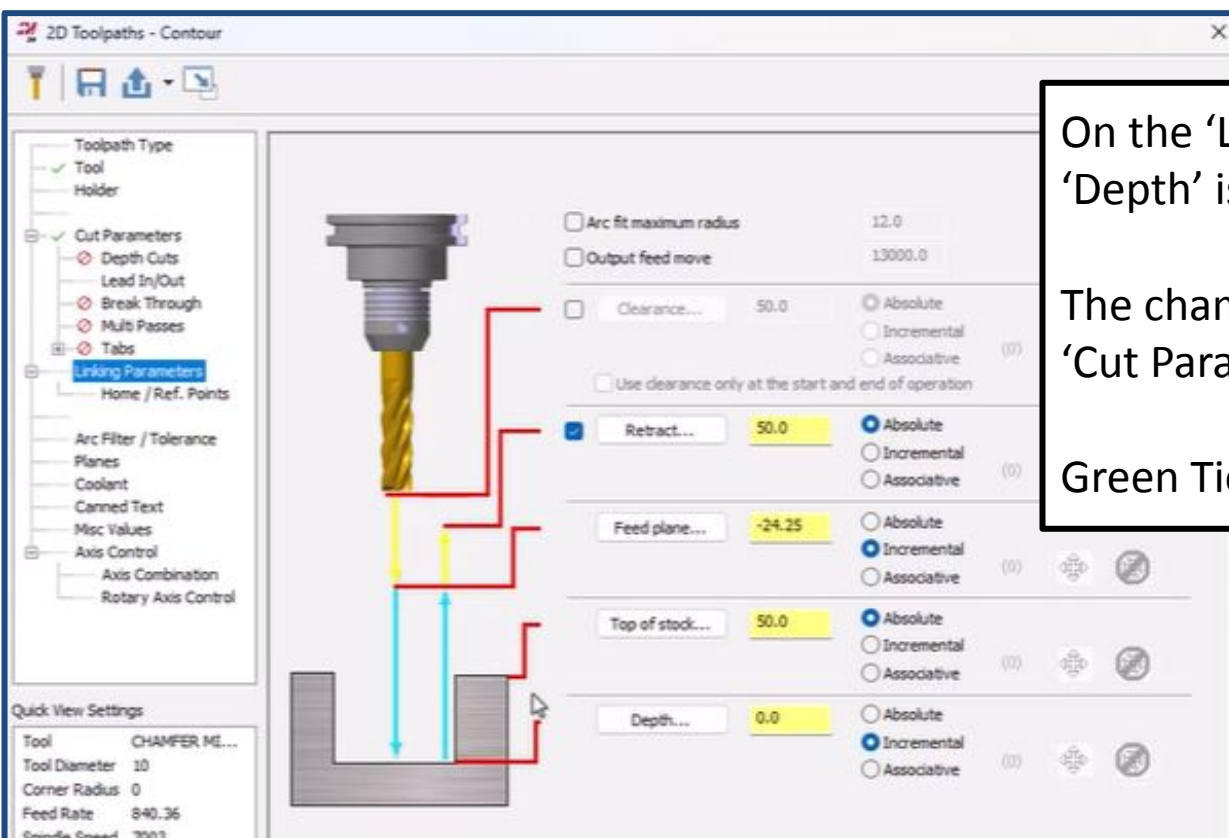 2D Toolpaths - Contour
Toolpath Type
Tool
Holder
Cut Parameters
Depth Cuts
Lead In/Out
Break Through
Multi Passes
Tabs
Linking Parameters
Home / Ref. Points
Arc Filter / Tolerance
Planes
Coolant
Canned Text
Misc Values
Axis Control
Axis Combination
Rotary Axis Control
Quick View Settings
Tool CHAMFER MI...
Tool Diameter 10
Corner Radius 0
Feed Rate 840.36
Spindle Speed 7003
Arc fit maximum radius 12.0
Output feed move 13000.0
Clearance... 50.0 Absolute
Incremental
Associative (0)
Use clearance only at the start and end of operation
Retract... 50.0 Absolute
Incremental
Associative (0)
Feed plane... -24.25 Absolute
Incremental
Associative (0)
Top of stock... 50.0 Absolute
Incremental
Associative (0)
Depth... 0.0 Absolute
Incremental
Associative (0)
On the ‘L
‘Depth’ is
The cham
‘Cut Para
Green Tic